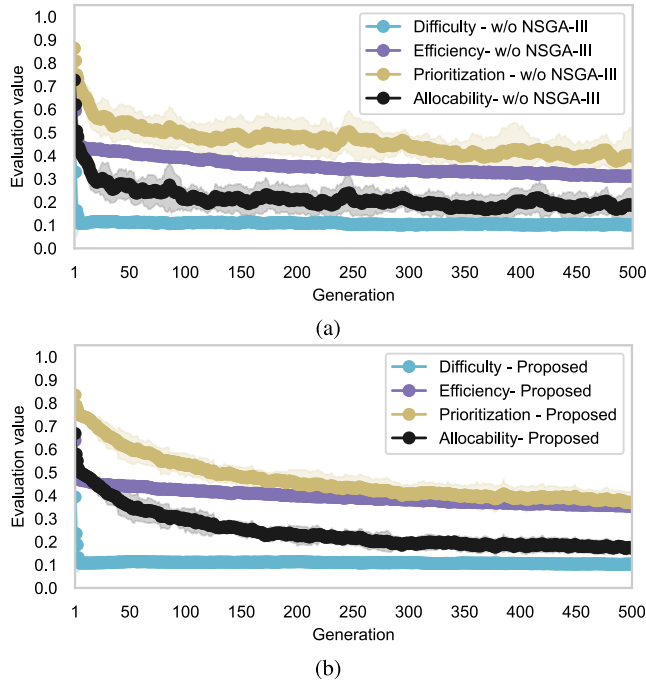 1.0
0.9
0.8
0.7
0.6
0.5
0.4
0.3
0.2
0.1
0.0
Evaluation value
Difficulty - w/o NSGA-III
Efficiency- w/o NSGA-III
Prioritization - w/o NSGA-III
Allocability- w/o NSGA-III
1 50 100 150 200 250 300 350 400 450 500
Generation
(a)
1.0
0.9
0.8
0.7
0.6
0.5
0.4
0.3
0.2
0.1
0.0
Evaluation value
Difficulty - Proposed
Efficiency- Proposed
Prioritization - Proposed
Allocability- Proposed
1 50 100 150 200 250 300 350 400 450 500
Generation
(b)